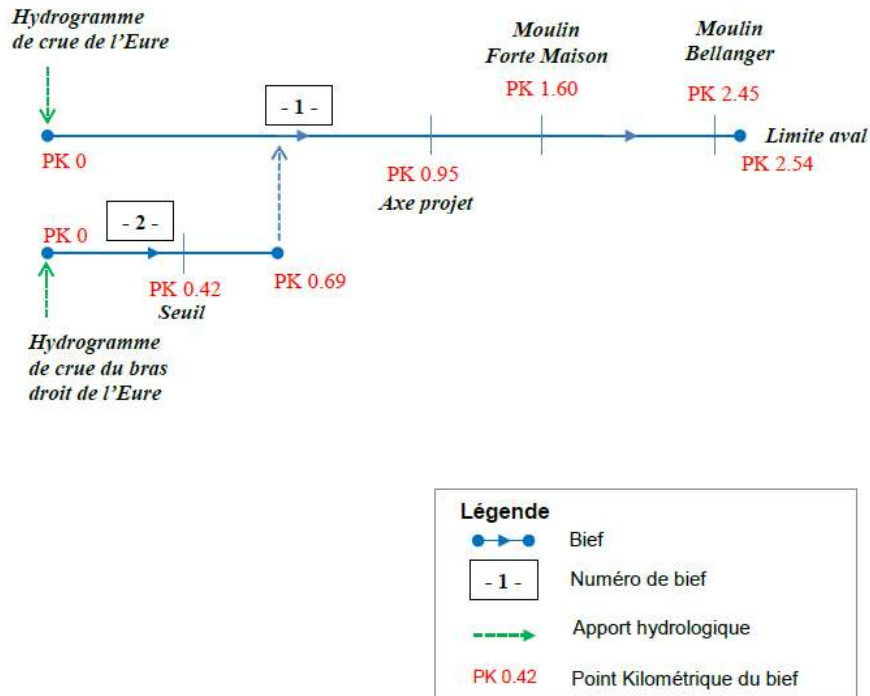 Hydrogramme
de crue de l'Eure
- 1 -
Moulin
Forte Maison
PK 1.60
Moulin
Bellanger
PK 2.45
PK 0
PK 0.95
Axe projet
Limite aval
PK 2.54
PK 0
- 2 -
PK 0.42
Seuil
PK 0.69
Hydrogramme
de crue du bras
droit de l'Eure
Légende
Bief
- 1 -
Numéro de bief
Apport hydrologique
PK 0.42
Point Kilométrique du bief